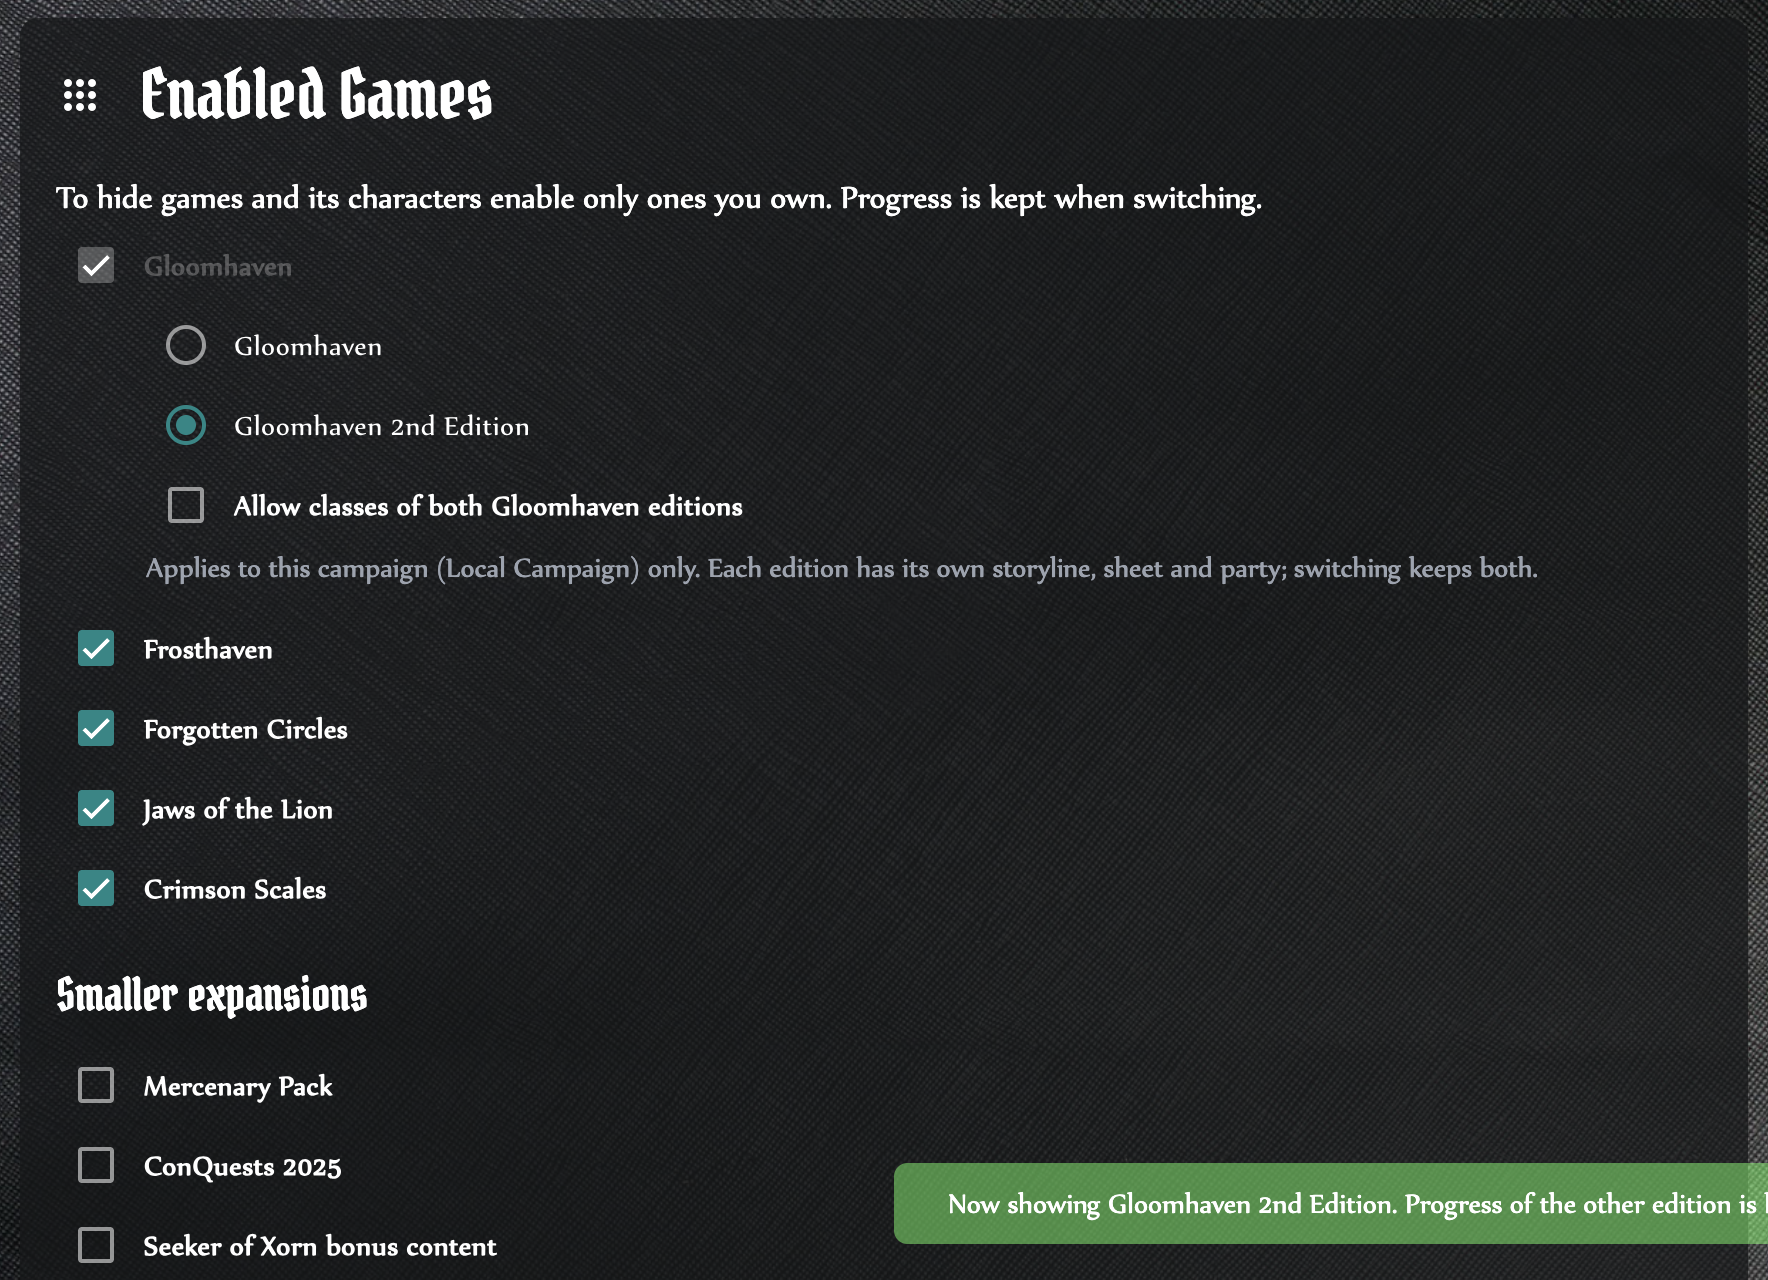 Enabled Games
To hide games and its characters enable only ones you own. Progress is kept when switching.
Gloomhaven
Gloomhaven
Gloomhaven 2nd Edition
Allow classes of both Gloomhaven editions
Applies to this campaign (Local Campaign) only. Each edition has its own storyline, sheet and party; switching keeps both.
Frosthaven
Forgotten Circles
Jaws of the Lion
Crimson Scales
Smaller expansions
Mercenary Pack
ConQuests 2025
Now showing Gloomhaven 2nd Edition. Progress of the other edition is
Seeker of Xorn bonus content